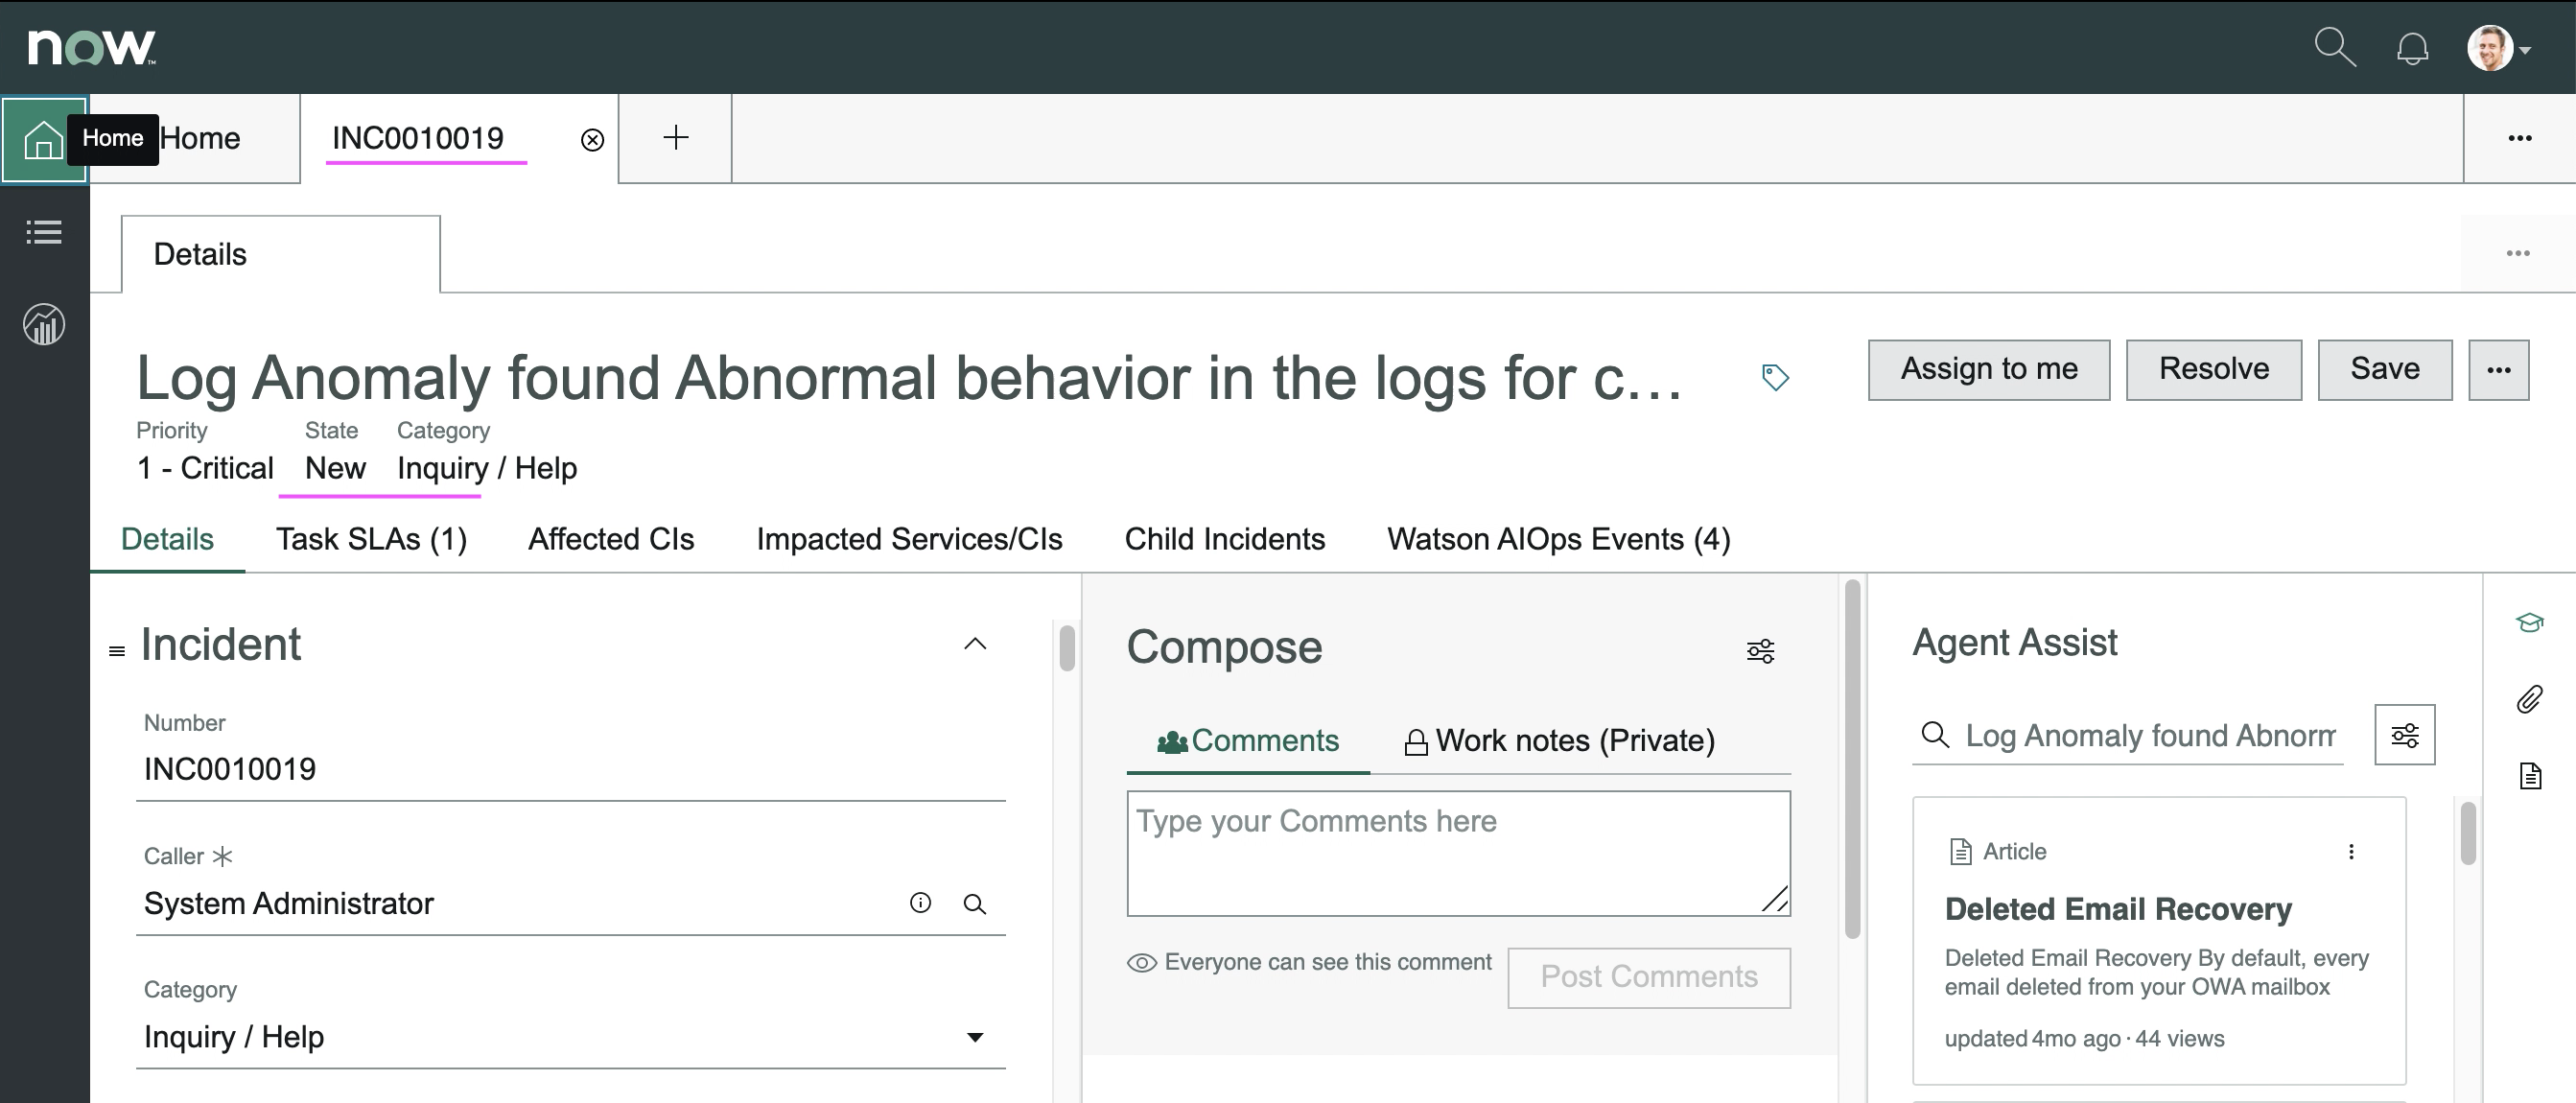 now™
Home
Home
INC0010019
Details
Log Anomaly found Abnormal behavior in the logs for c...
Assign to me
Resolve
Save
Priority State Category
1 - Critical New Inquiry / Help
Details Task SLAs (1) Affected CIs Impacted Services/CIs Child Incidents Watson AIOps Events (4)
Incident
Number
INC0010019
Caller
System Administrator
Category
Inquiry / Help
Compose
Comments Work notes (Private)
Type your Comments here
Everyone can see this comment
Post Comments
Agent Assist
Log Anomaly found Abnorm
Article
Deleted Email Recovery
Deleted Email Recovery By default, every
email deleted from your OWA mailbox
updated 4mo ago · 44 views